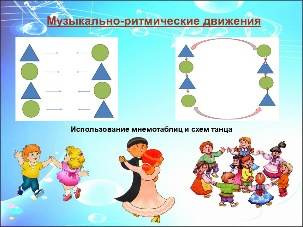 Музыкально-ритмические движения
Использование мнемотаблиц и схем танца